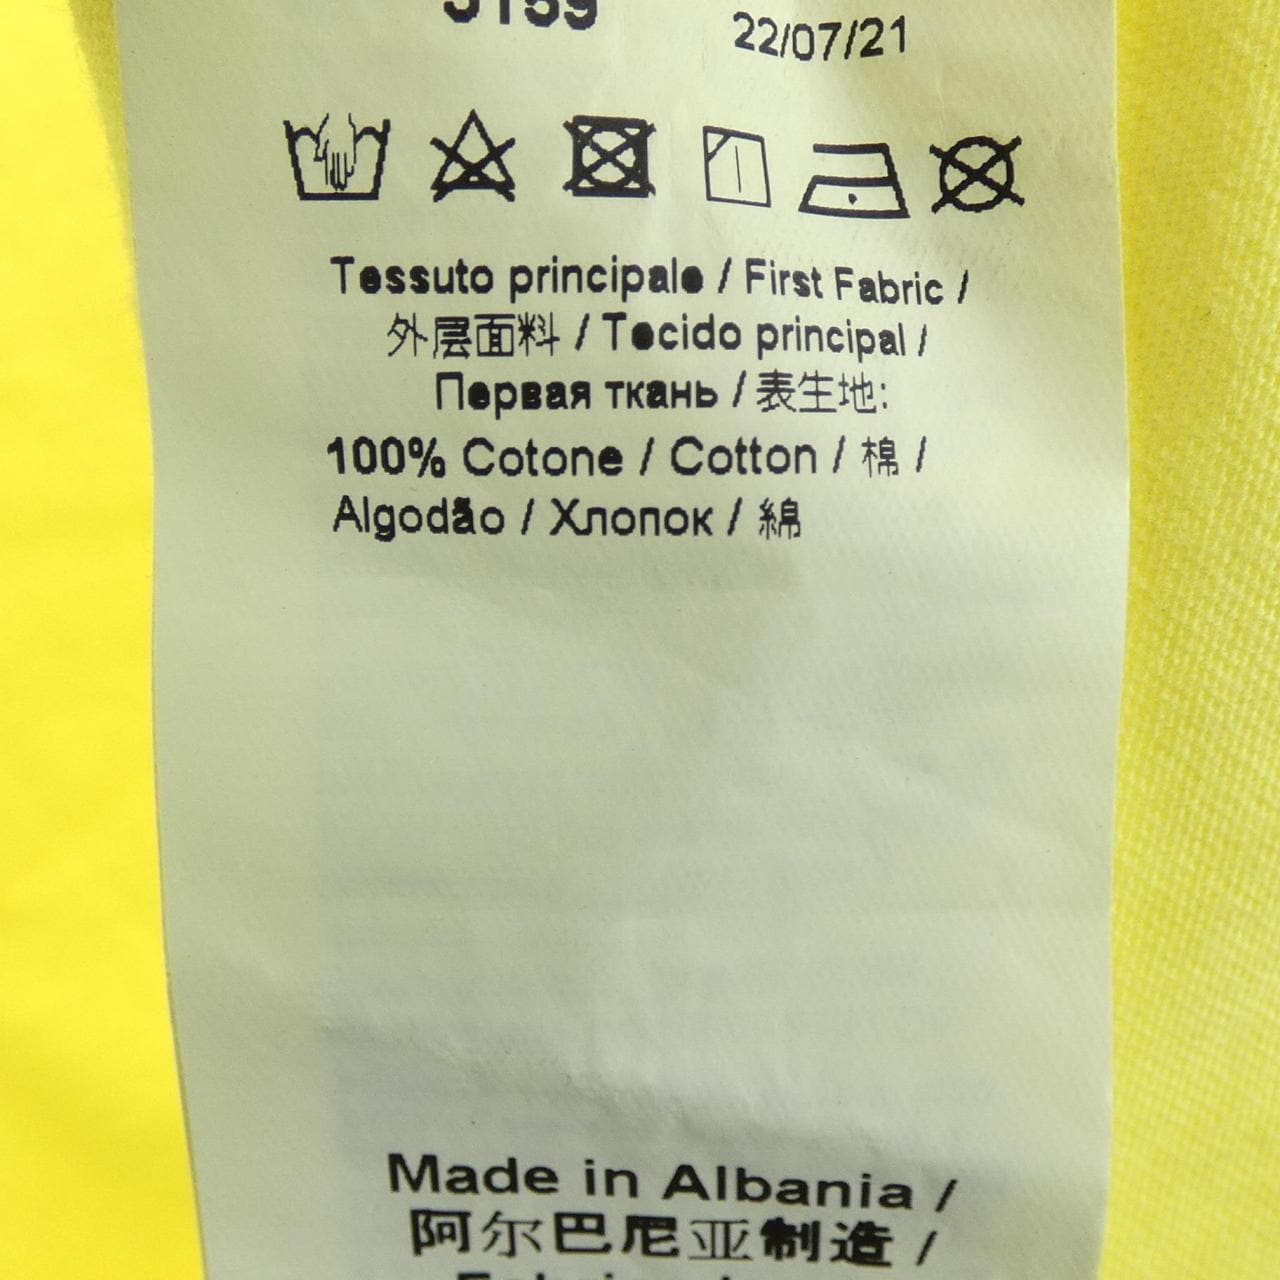 5159
22/07/21
Tessuto principale / First Fabric /
外层面料 / Tecido principal /
Первая ткань / 表生地:
100% Cotone / Cotton / 棉 /
Algodão / Хлопок / 綿
Made in Albania /
阿尔巴尼亚制造 /